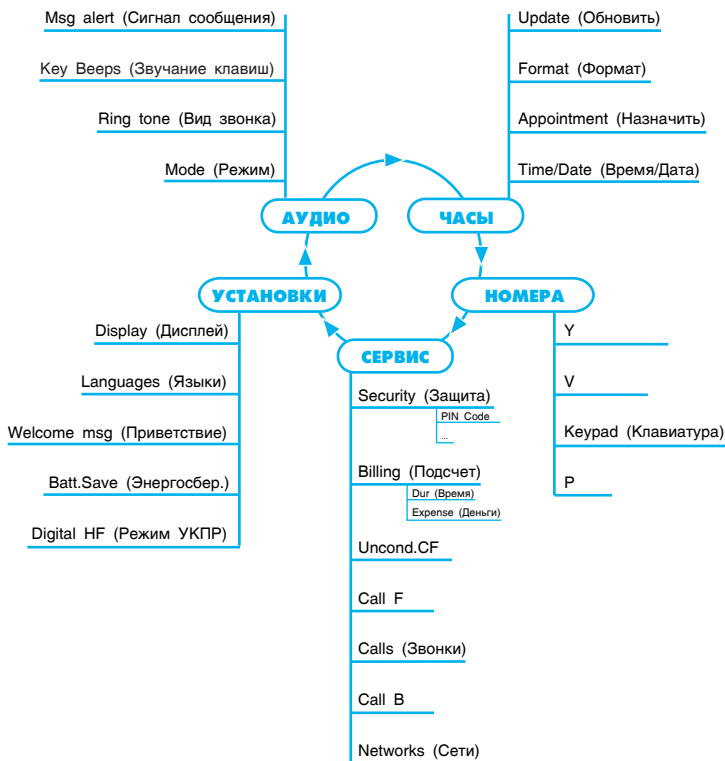 Msg alert (Сигнал сообщения)
Key Beeps (Звучание клавиш)
Ring tone (Вид звонка)
Mode (Режим)
АУДИО
Update (Обновить)
Format (Формат)
Appointment (Назначить)
Time/Date (Время/Дата)
ЧАСЫ
УСТАНОВКИ
Display (Дисплей)
Languages (Языки)
Welcome msg (Приветствие)
Batt.Save (Энергосбер.)
Digital HF (Режим УКПР)
НОМЕРА
Y
V
Keypad (Клавиатура)
P
СЕРВИС
Security (Защита)
PIN Code
...
Billing (Подсчет)
Dur (Время)
Expense (Деньги)
Uncond.CF
Call F
Calls (Звонки)
Call B
Networks (Сети)